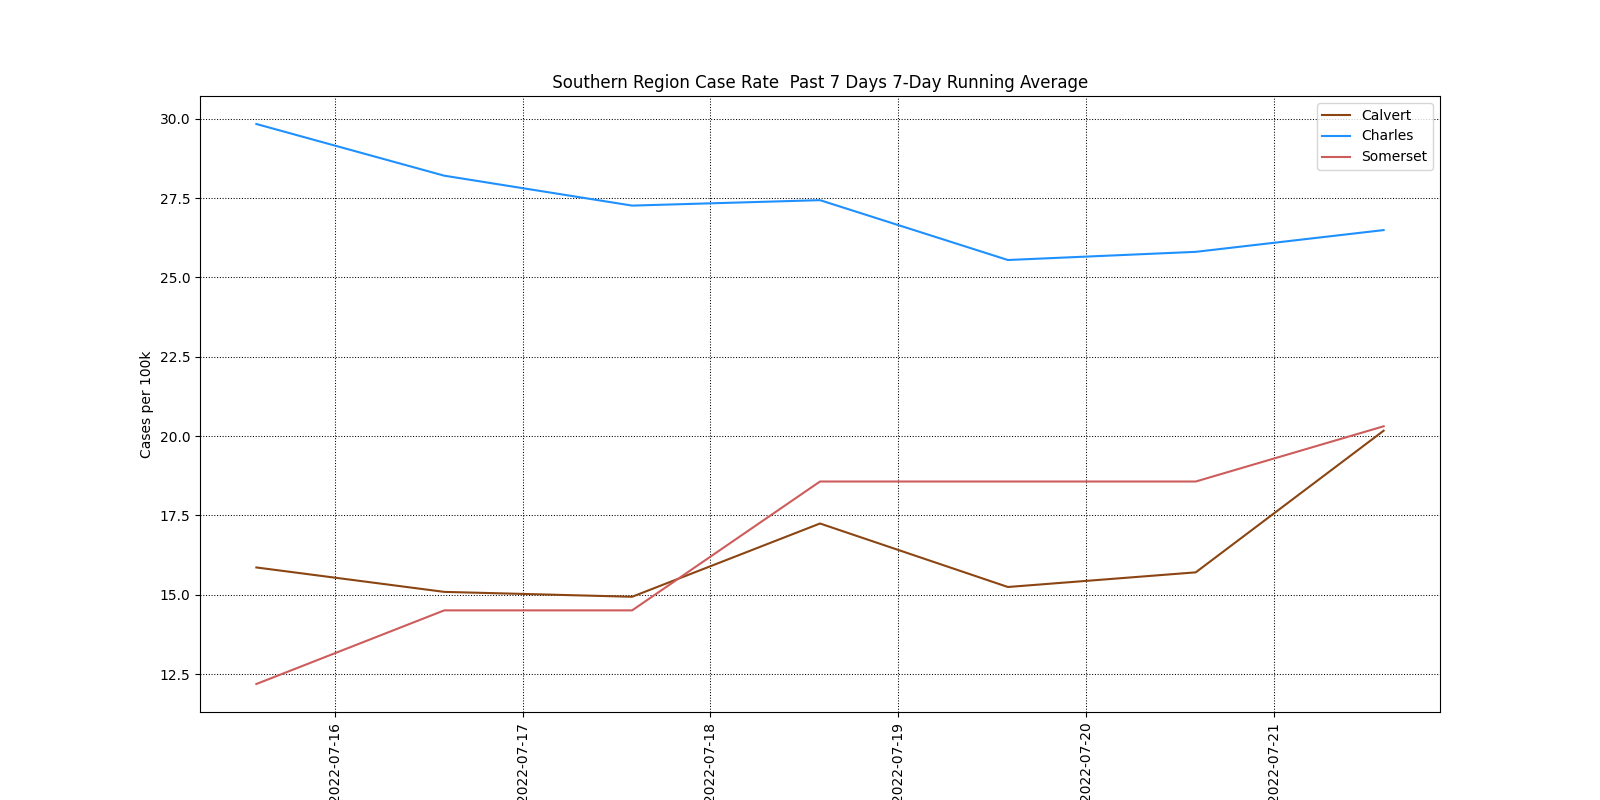 Southern Region Case Rate  Past 7 Days 7-Day Running Average
Calvert
Charles
Somerset
Cases per 100k
30.0
27.5
25.0
22.5
20.0
17.5
15.0
12.5
2022-07-16
2022-07-17
2022-07-18
2022-07-19
2022-07-20
2022-07-21